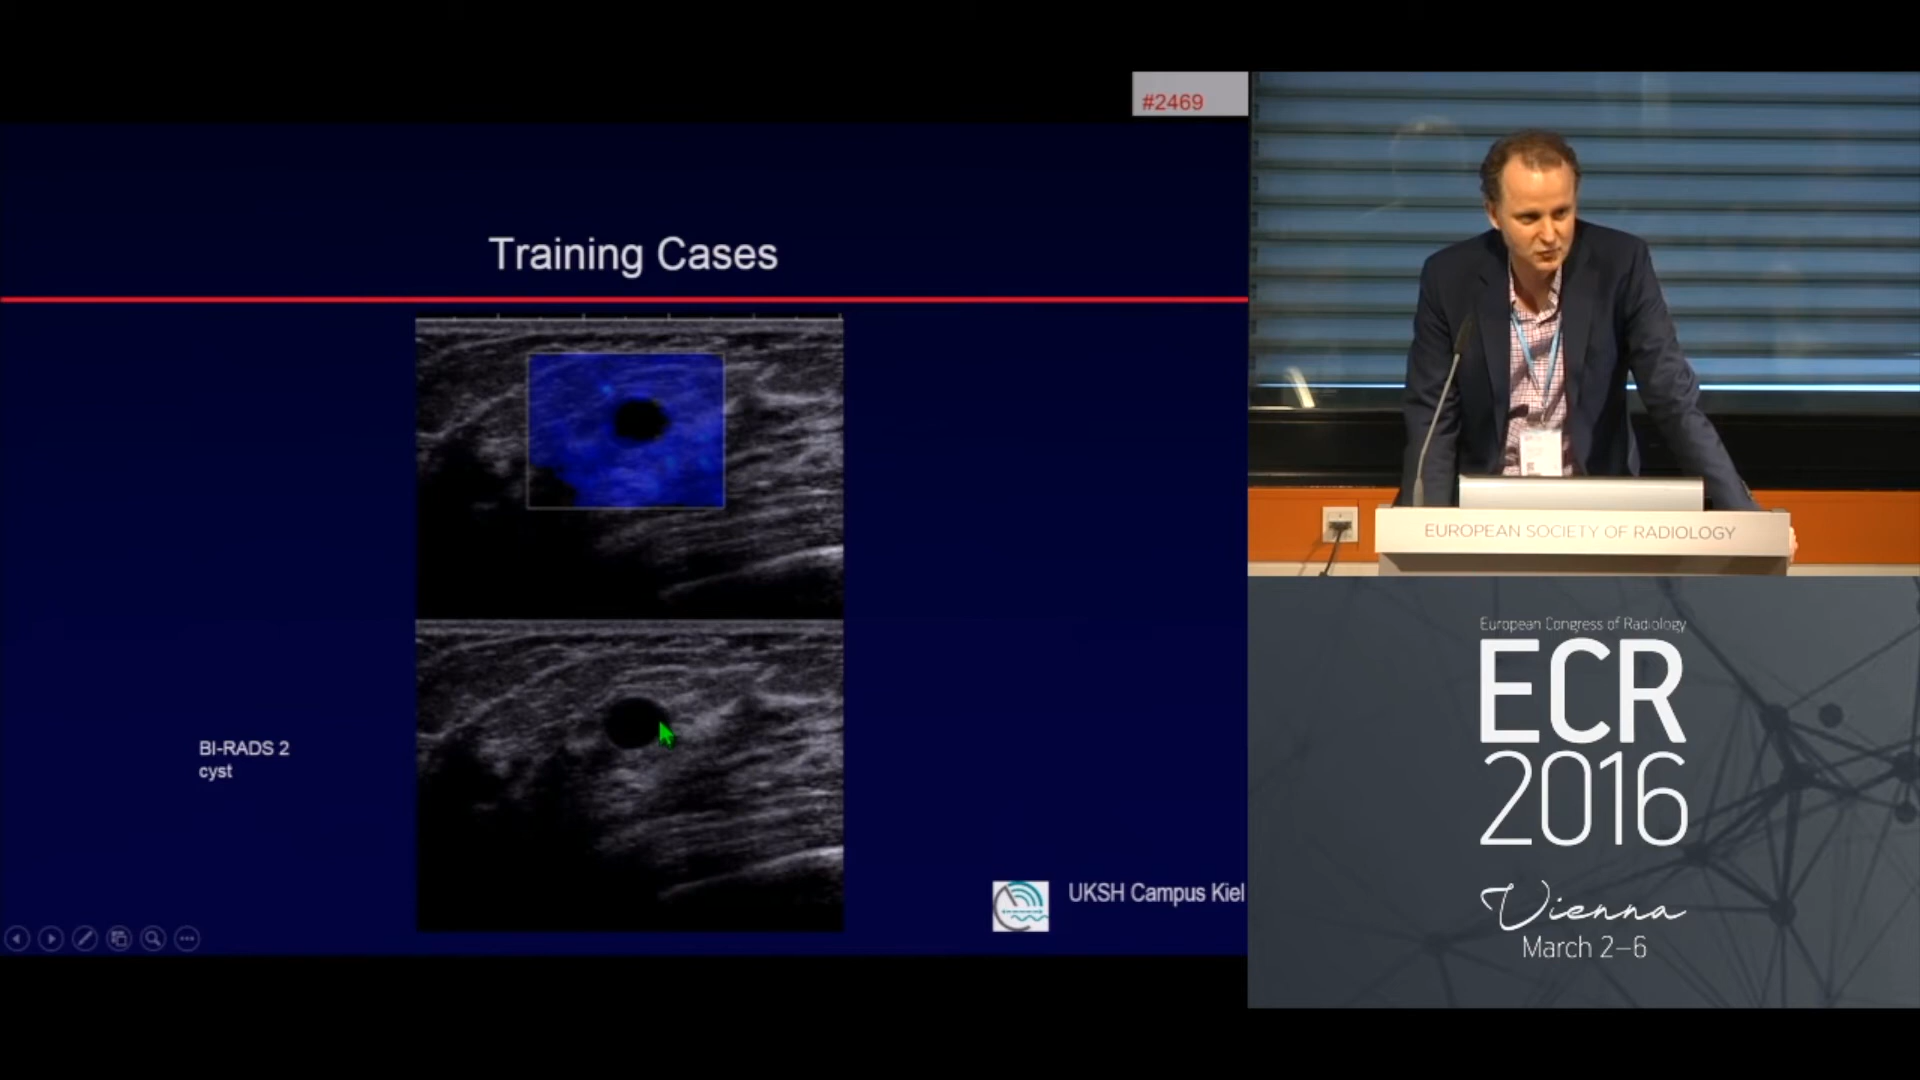 #2469
Training Cases
BI-RADS 2
cyst
UKSH Campus Kiel
EUROPEAN SOCIETY OF RADIOLOGY
European Congress of Radiology
ECR
2016
Vienna
March 2–6